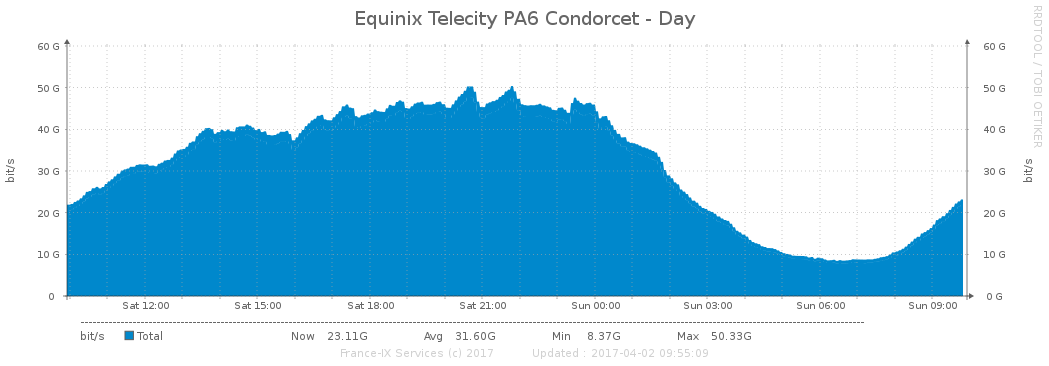 Equinix Telecity PA6 Condorcet - Day
RRDTOOL / TOBI OETIKER
60 G 60 G
50 G 50 G
40 G 40 G
30 G 30 G
20 G 20 G
10 G 10 G
0 0 G
bit/s bit/s
Sat 12:00 Sat 15:00 Sat 18:00 Sat 21:00 Sun 00:00 Sun 03:00 Sun 06:00 Sun 09:00
bit/s Total Now 23.11G Avg 31.60G Min 8.37G Max 50.33G
France-IX Services (c) 2017 Updated : 2017-04-02 09:55:09